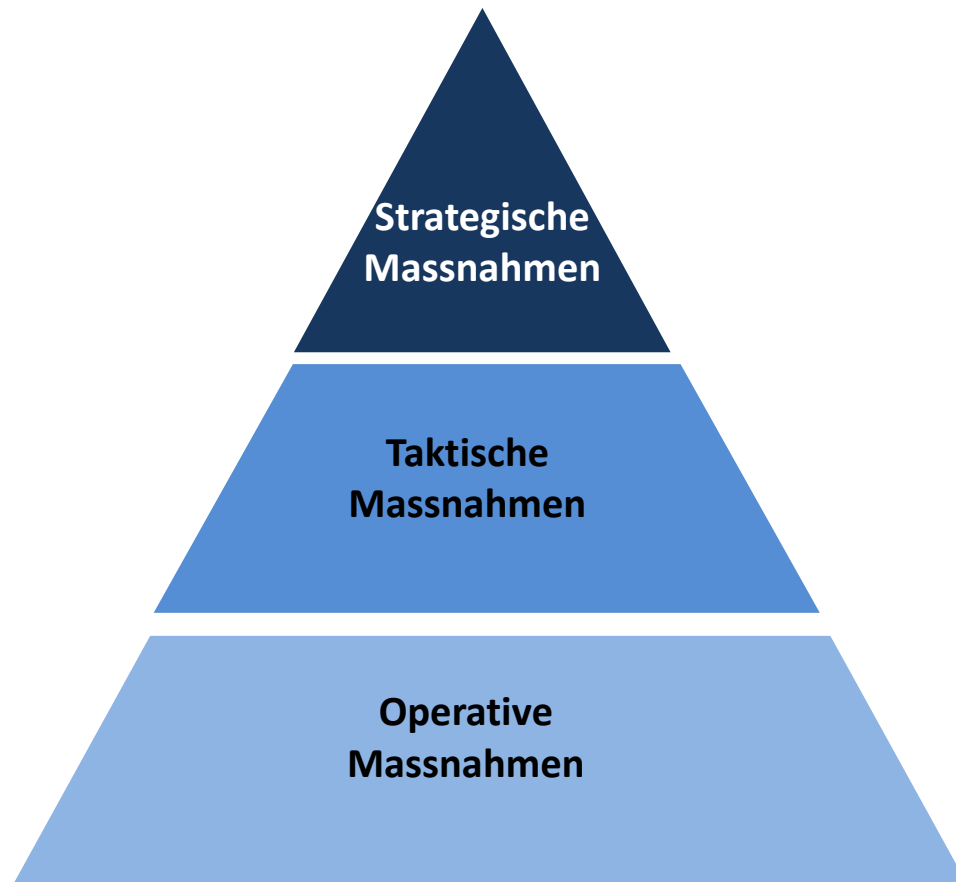 Strategische
Massnahmen
Taktische
Massnahmen
Operative
Massnahmen